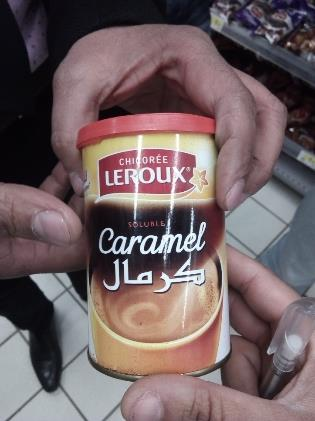 CHICORÉE
LEROUX
SOLUBLE
Caramel
كرمال